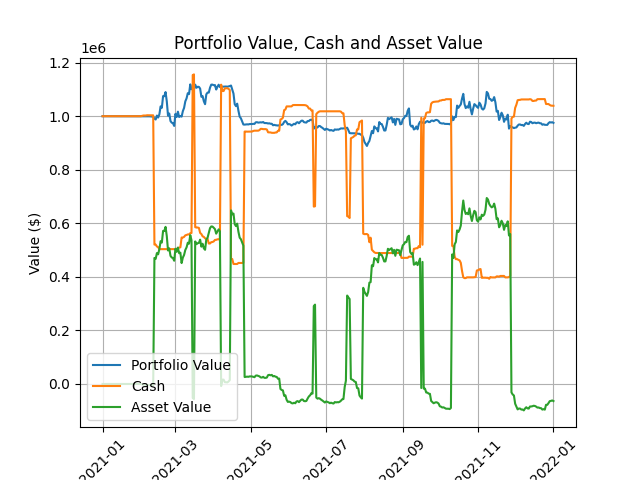 Portfolio Value, Cash and Asset Value
1e6
1.2
1.0
0.8
0.6
0.4
0.2
0.0
Value ($)
Portfolio Value
Cash
Asset Value
2021-01
2021-03
2021-05
2021-07
2021-09
2021-11
2022-01